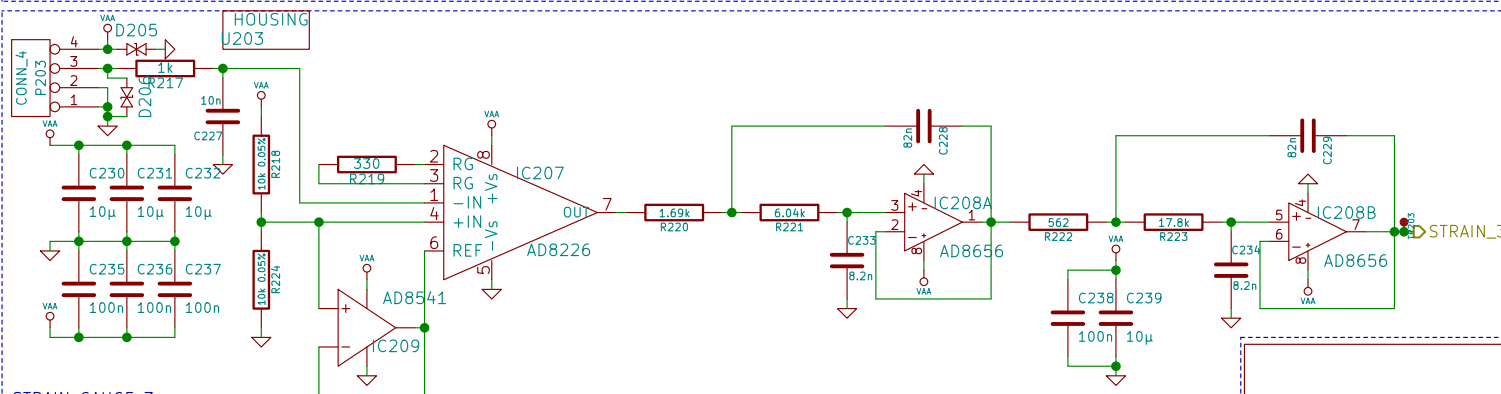 VAA
D205
HOUSING
U203
CONN_4
P203
4
3
2
1
1k
R217
D206
10n
C227
VAA
10k 0.05%
R218
VAA
C230
C231
C232
10µ
10µ
10µ
C235
C236
C237
100n
100n
100n
VAA
10k 0.05%
R224
330
R219
VAA
8
IC207
2 RG
3 RG
1 −IN
4 +IN
6 REF
+Vs
−Vs
OUT
7
5
AD8226
VAA
AD8541
+
−
IC209
1.69k
R220
6.04k
R221
82n
C228
C233
8.2n
3
2
+
−
4
8
1
IC208A
AD8656
VAA
562
R222
17.8k
R223
82n
C229
VAA
C238
C239
100n
10µ
C234
8.2n
5
6
+
−
4
8
7
IC208B
AD8656
VAA
STRAIN_3
STRAIN GAUGE 3